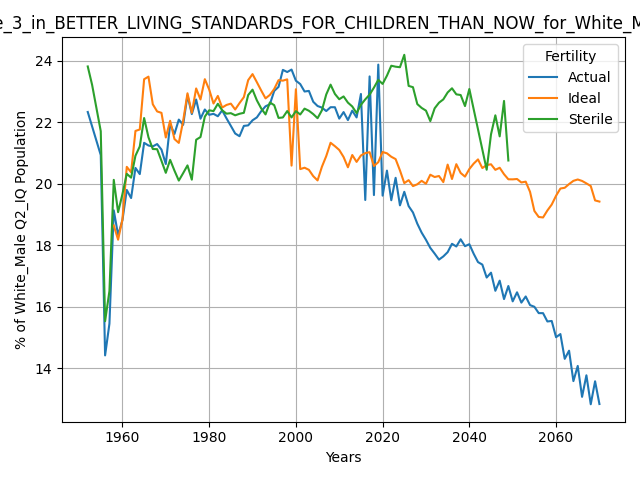 _3_in_BETTER_LIVING_STANDARDS_FOR_CHILDREN_THAN_NOW_for_White_M
Fertility
Actual
Ideal
Sterile
% of White_Male Q2_IQ Population
24
22
20
18
16
14
1960
1980
2000
2020
2040
2060
Years